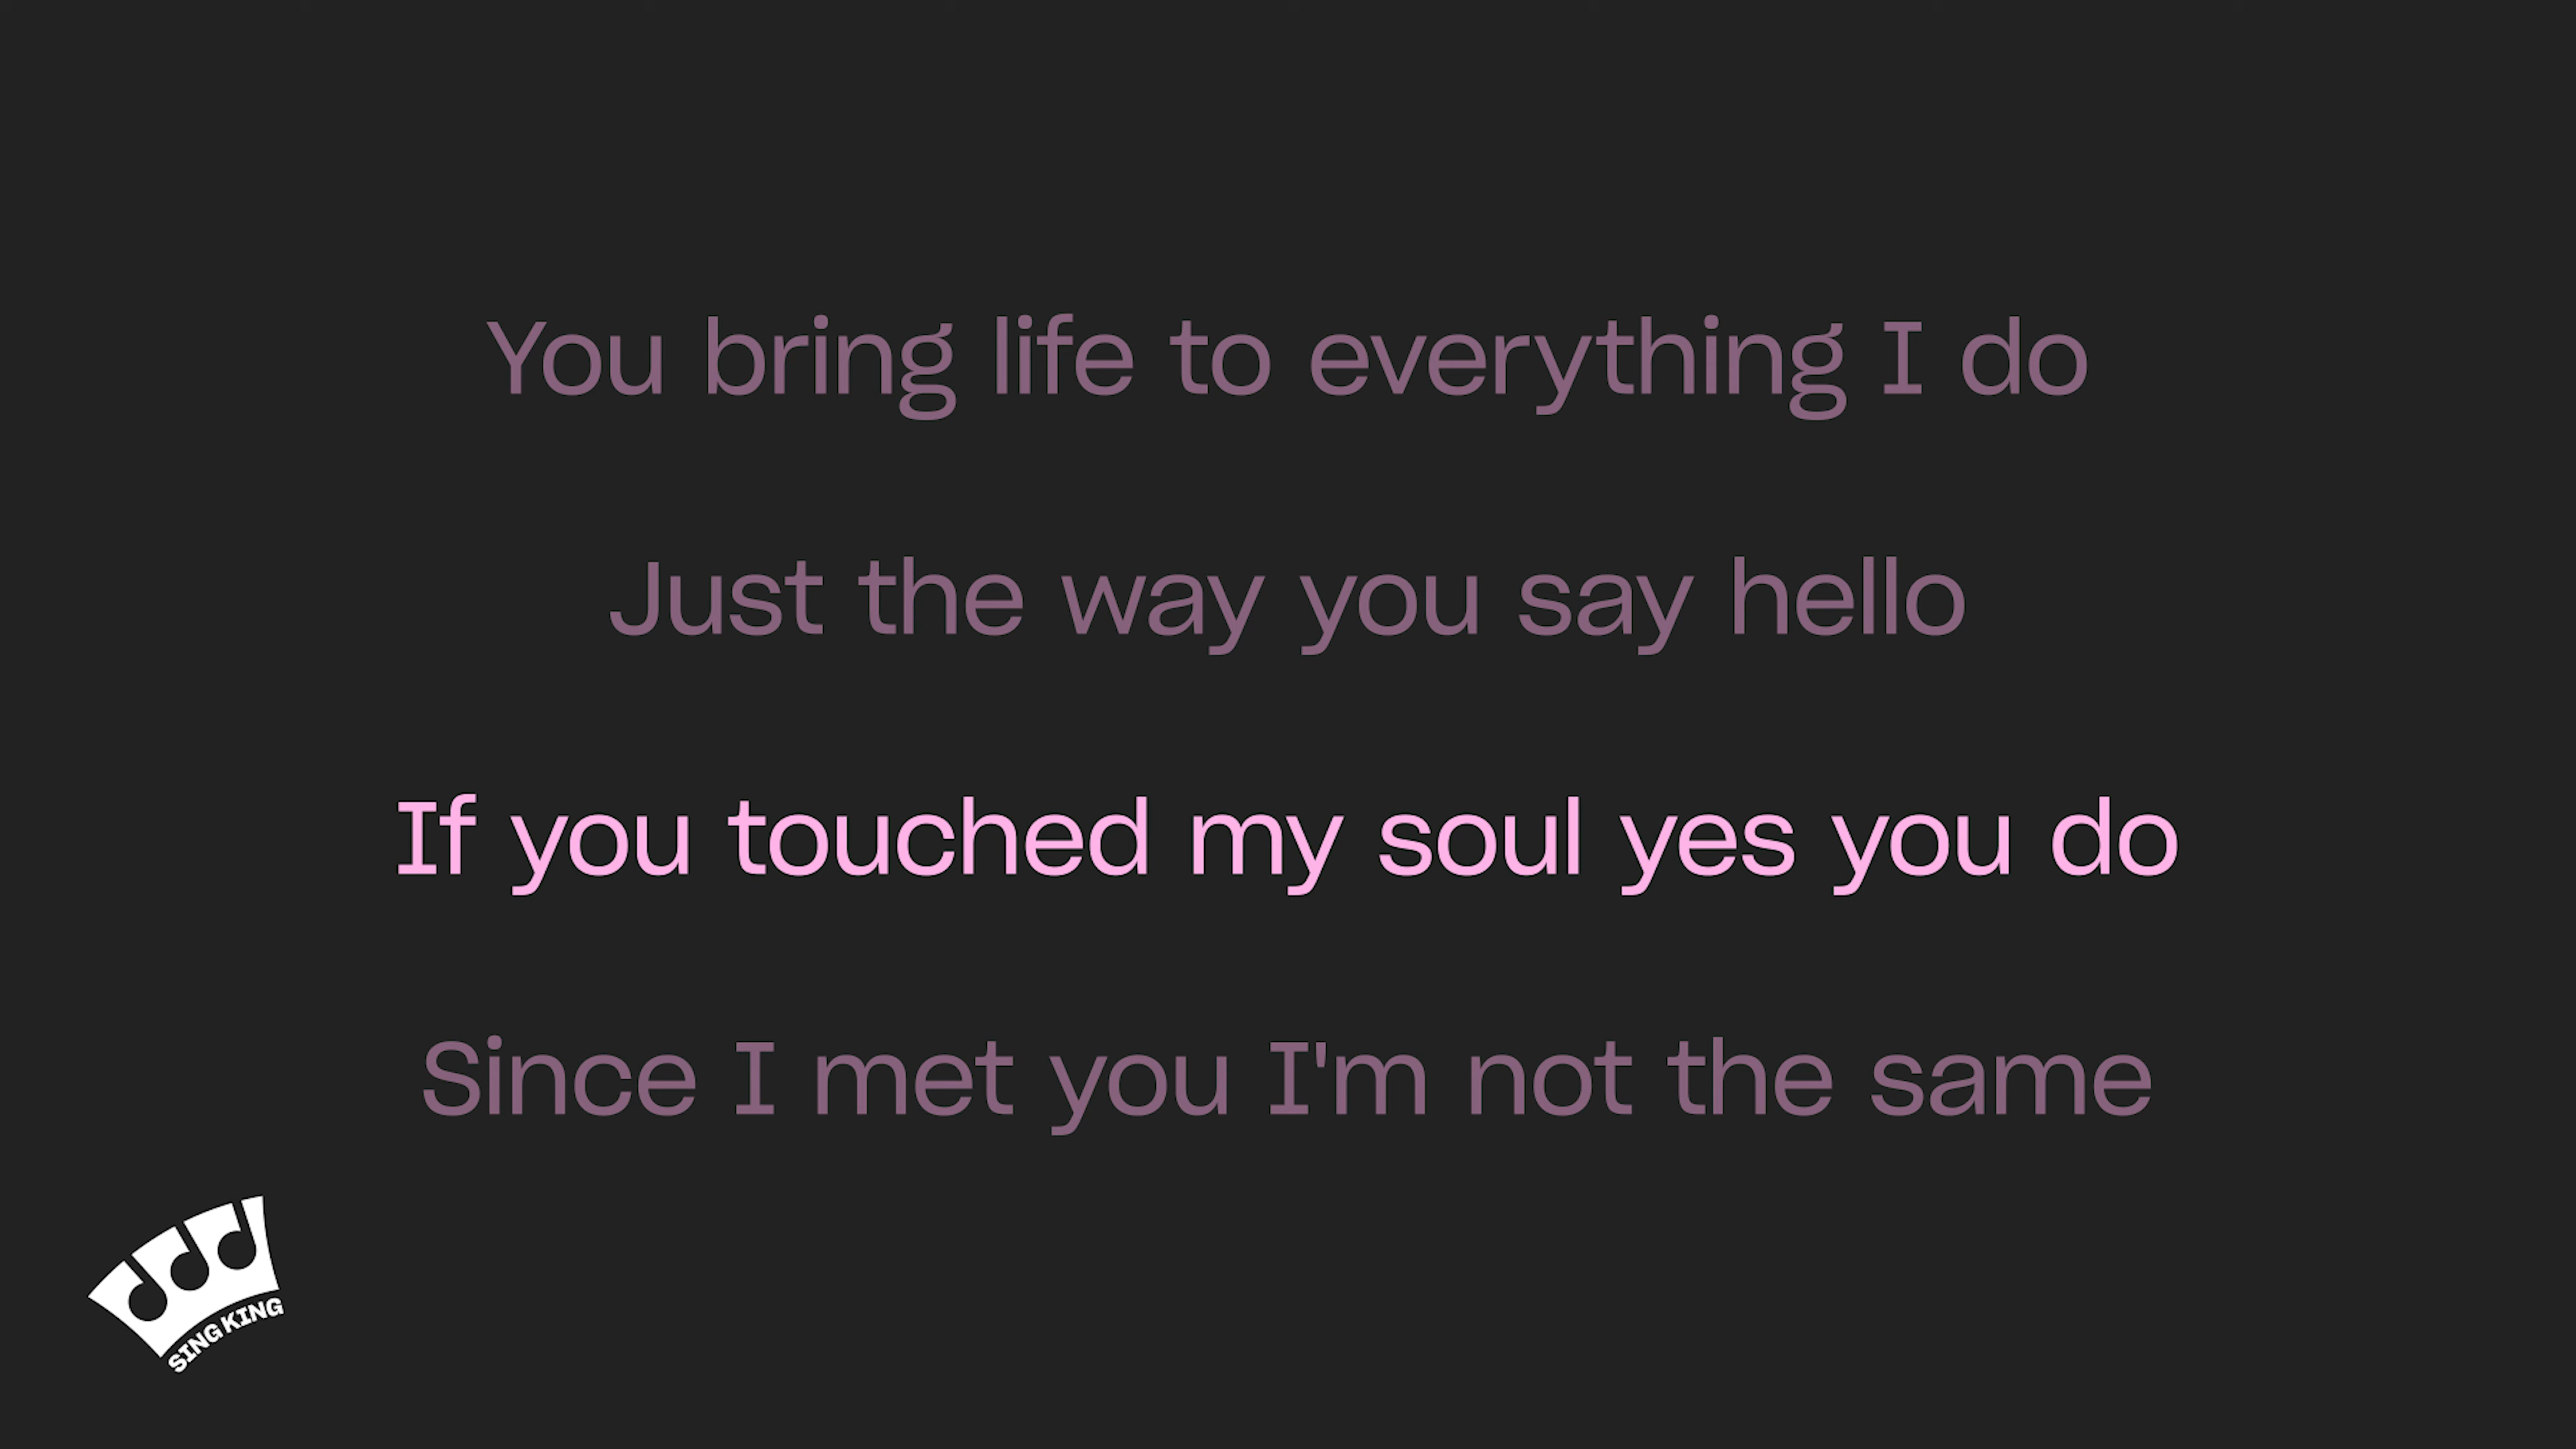 You bring life to everything I do
Just the way you say hello
If you touched my soul yes you do
Since I met you I'm not the same
SING KING